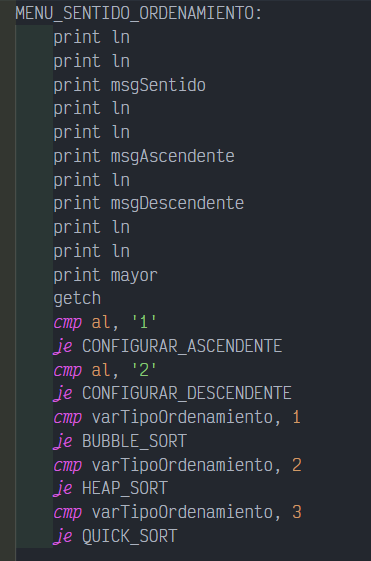 MENU_SENTIDO_ORDENAMIENTO:
print ln
print ln
print msgSentido
print ln
print ln
print msgAscendente
print ln
print msgDescendente
print ln
print ln
print mayor
getch
cmp al, '1'
je CONFIGURAR_ASCENDENTE
cmp al, '2'
je CONFIGURAR_DESCENDENTE
cmp varTipoOrdenamiento, 1
je BUBBLE_SORT
cmp varTipoOrdenamiento, 2
je HEAP_SORT
cmp varTipoOrdenamiento, 3
je QUICK_SORT